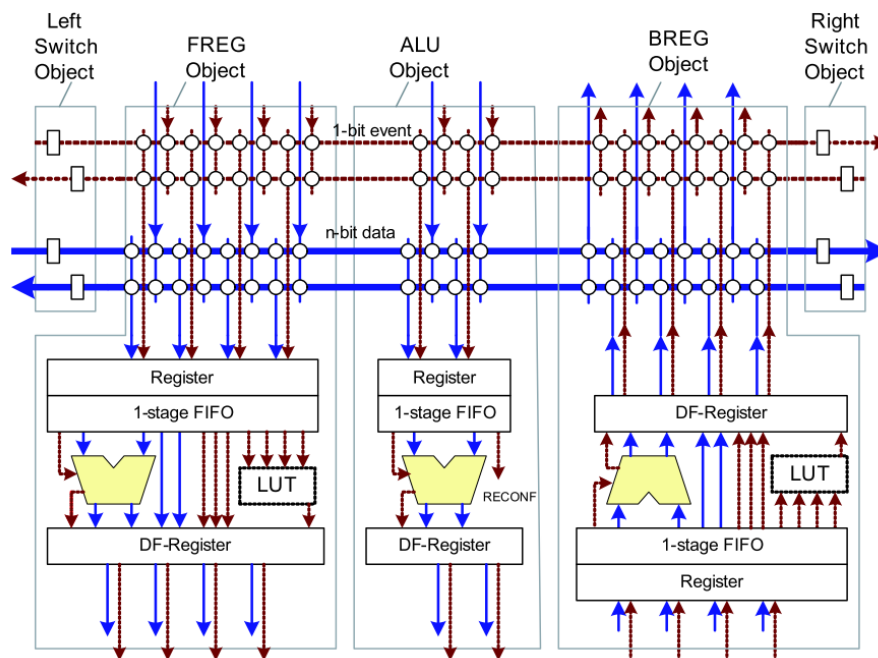 Left
Switch
Object
FREG
Object
ALU
Object
BREG
Object
Right
Switch
Object
1-bit event
n-bit data
Register
1-stage FIFO
LUT
DF-Register
Register
1-stage FIFO
RECONF
DF-Register
DF-Register
LUT
1-stage FIFO
Register